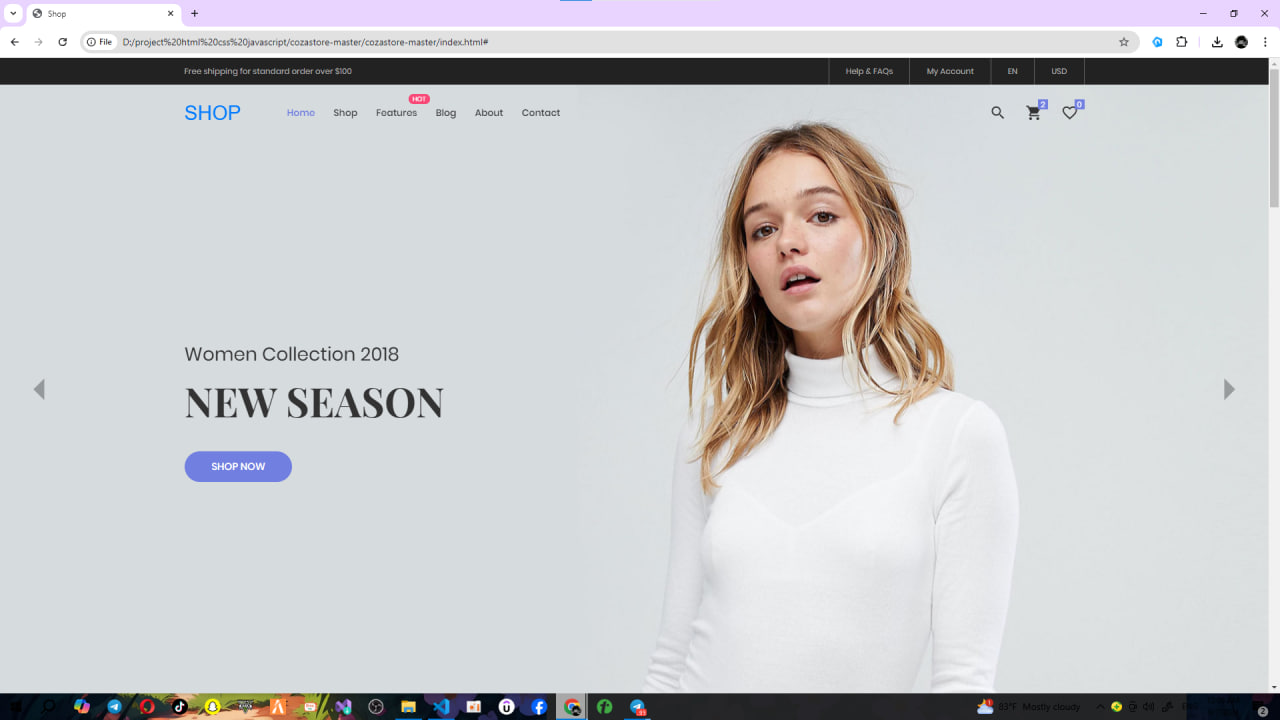 Shop
File
D:/project%20html%20css%20javascript/cozastore-master/cozastore-master/index.html#
Free shipping for standard order over $100
Help & FAQs
My Account
EN
USD
SHOP
Home
Shop
Features
HOT
Blog
About
Contact
2
0
Women Collection 2018
NEW SEASON
SHOP NOW
83°F Mostly cloudy
ENG
2